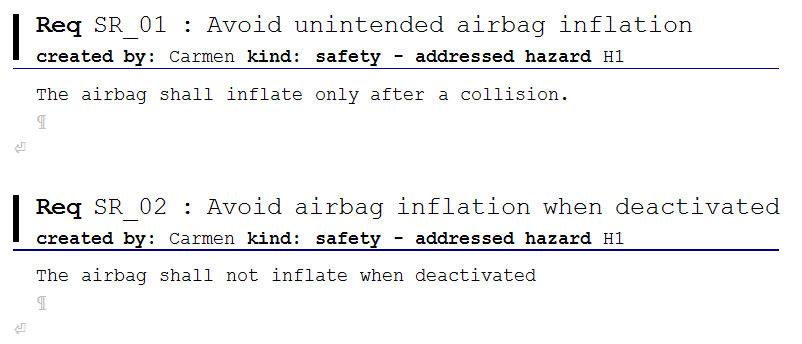 Req SR_01 : Avoid unintended airbag inflation
created by: Carmen kind: safety - addressed hazard H1
The airbag shall inflate only after a collision.
¶
⏎
Req SR_02 : Avoid airbag inflation when deactivated
created by: Carmen kind: safety - addressed hazard H1
The airbag shall not inflate when deactivated
¶
⏎